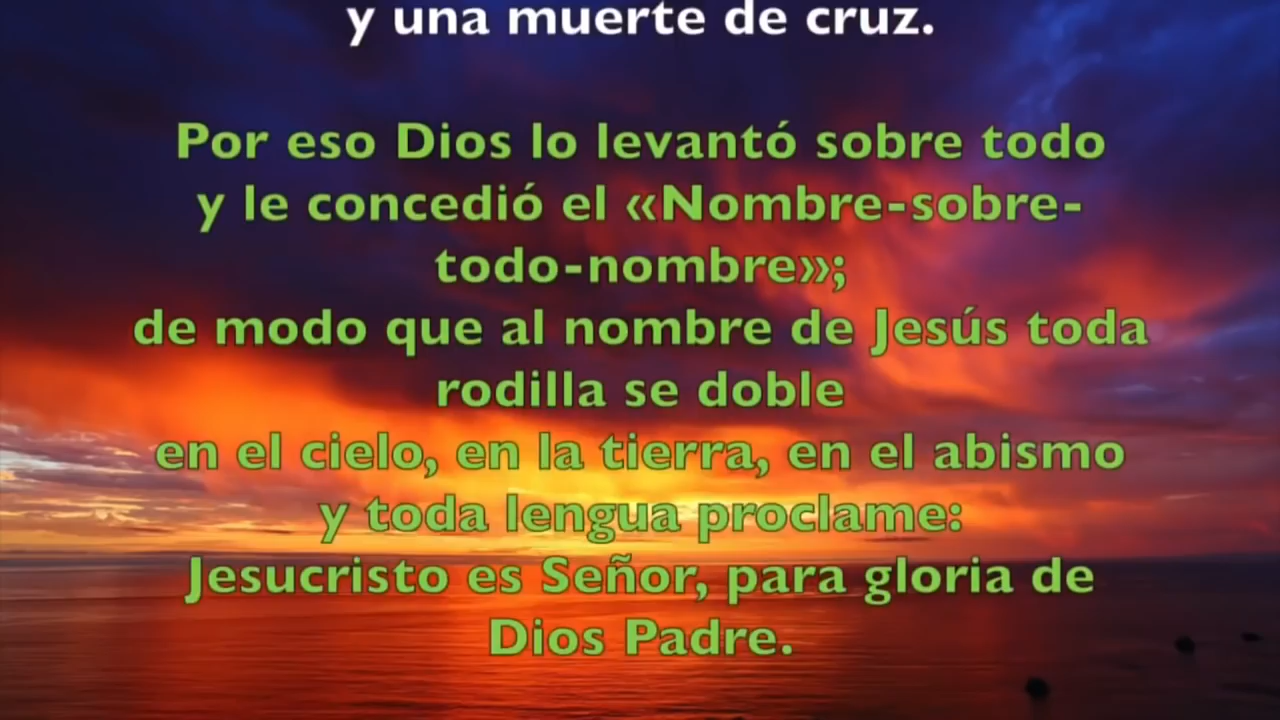 y una muerte de cruz.
Por eso Dios lo levantó sobre todo
y le concedió el «Nombre-sobre-
todo-nombre»;
de modo que al nombre de Jesús toda
rodilla se doble
en el cielo, en la tierra, en el abismo
y toda lengua proclame:
Jesucristo es Señor, para gloria de
Dios Padre.